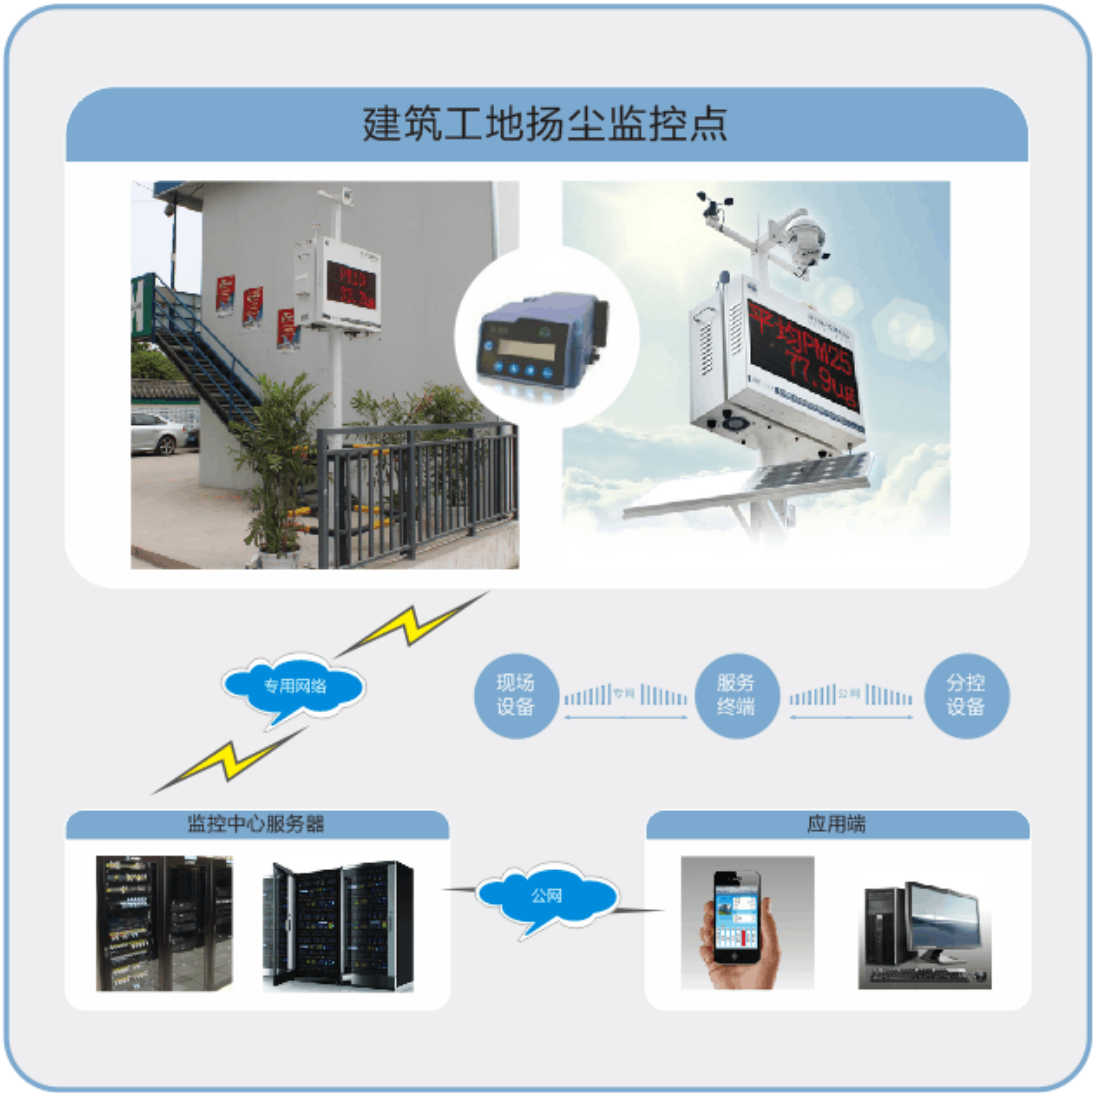 建筑工地扬尘监控点
平均PM25
77.9ug
专用网络
现场
设备
专网
服务
终端
公网
分控
设备
监控中心服务器
应用端
公网